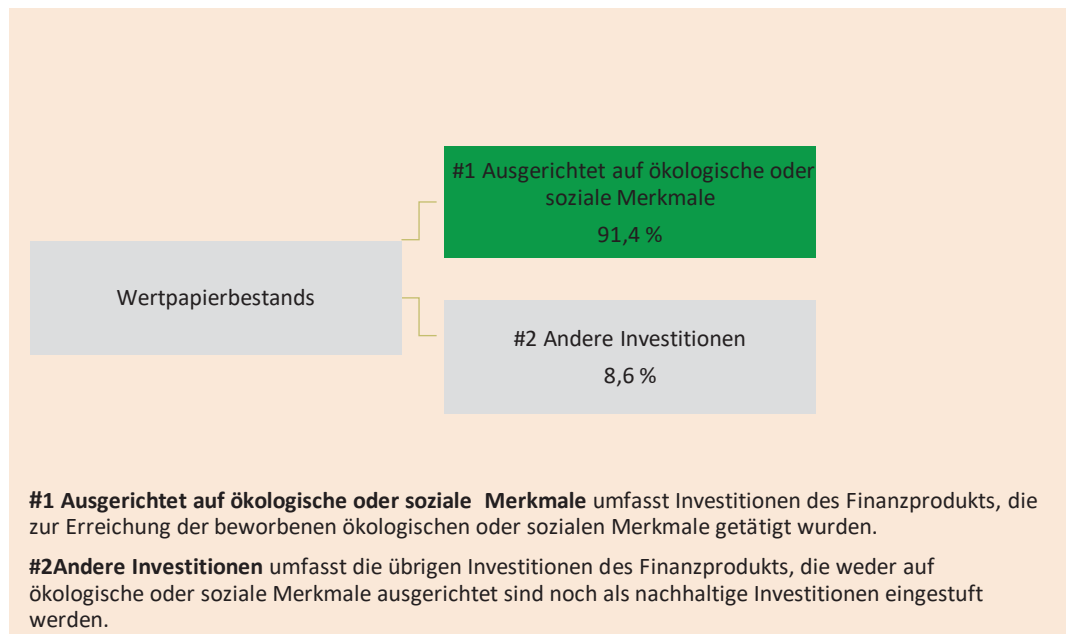 #1 Ausgerichtet auf ökologische oder
soziale Merkmale
91,4 %
Wertpapierbestands
#2 Andere Investitionen
8,6 %
#1 Ausgerichtet auf ökologische oder soziale Merkmale umfasst Investitionen des Finanzprodukts, die
zur Erreichung der beworbenen ökologischen oder sozialen Merkmale getätigt wurden.
#2Andere Investitionen umfasst die übrigen Investitionen des Finanzprodukts, die weder auf
ökologische oder soziale Merkmale ausgerichtet sind noch als nachhaltige Investitionen eingestuft
werden.